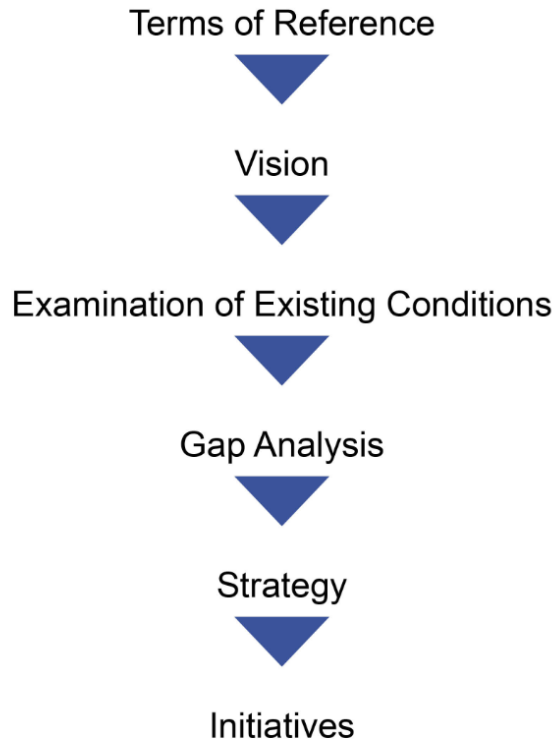 Terms of Reference
Vision
Examination of Existing Conditions
Gap Analysis
Strategy
Initiatives